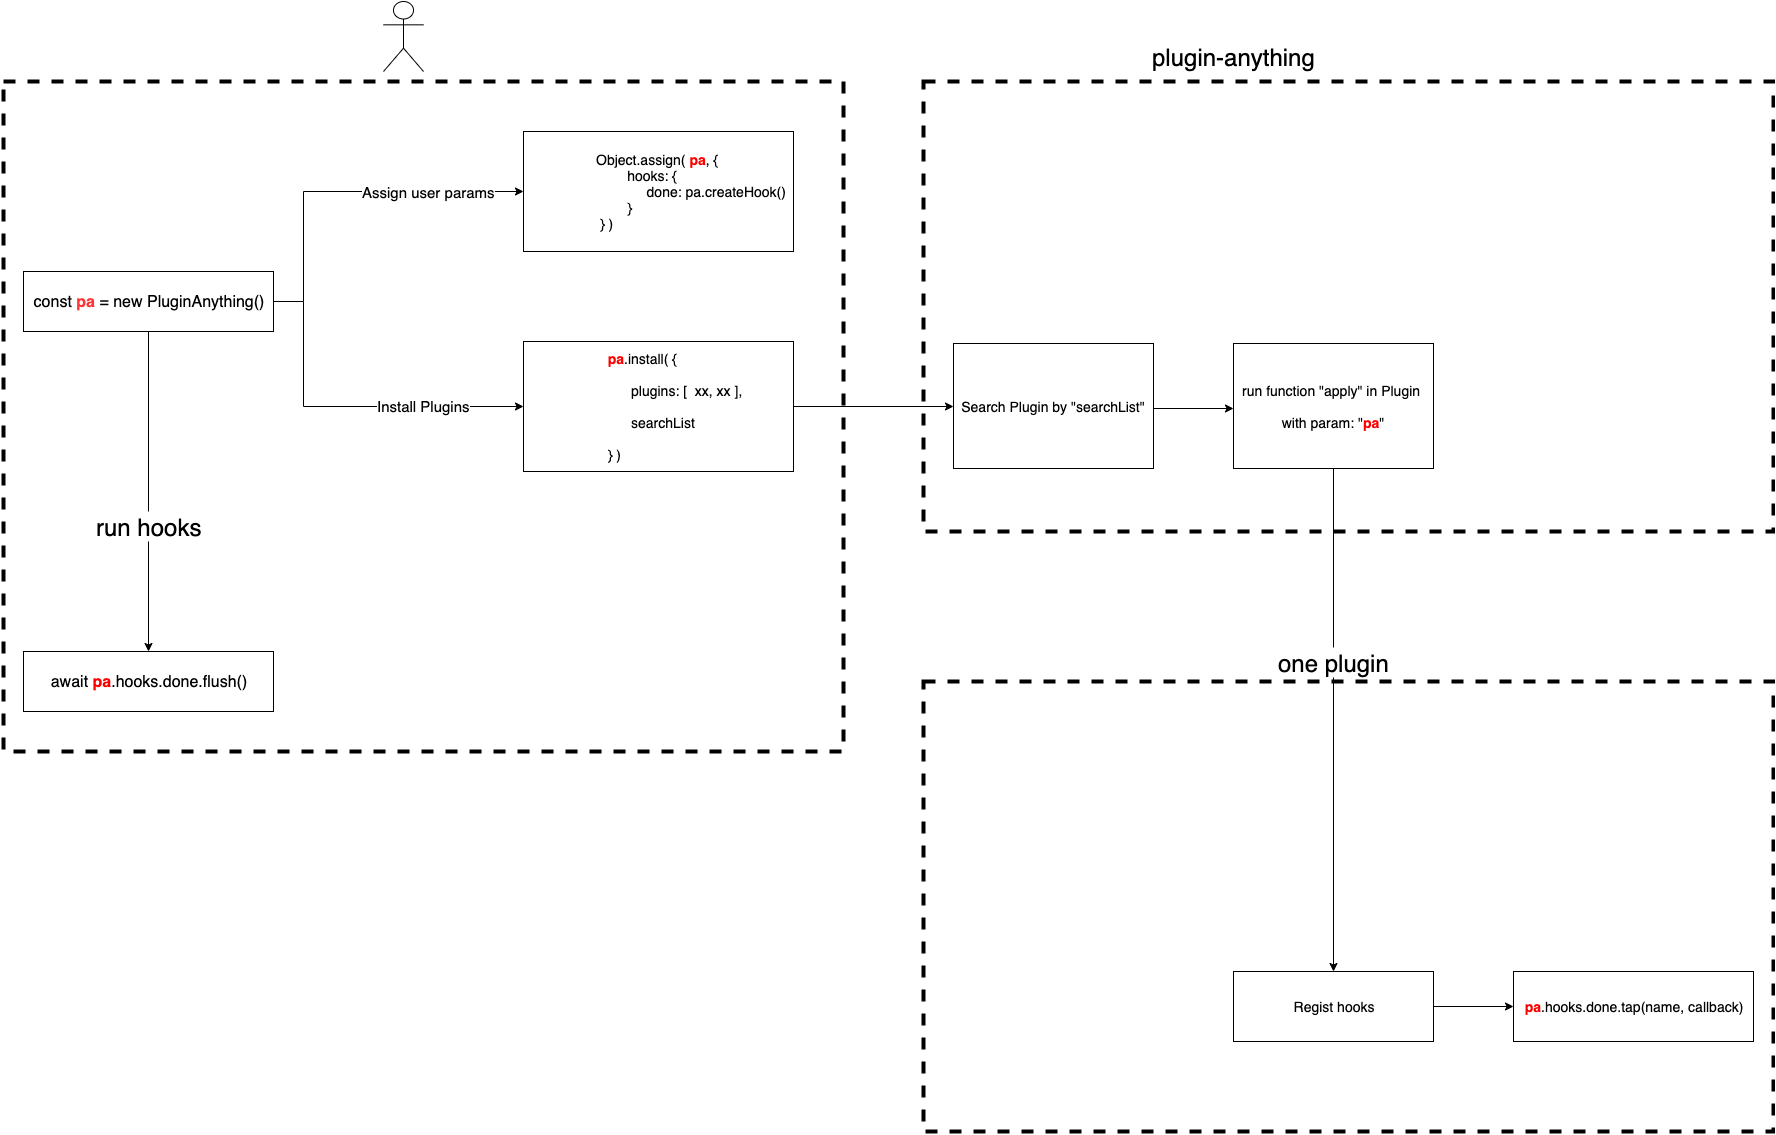 plugin-anything
Object.assign( pa, {
hooks: {
done: pa.createHook()
}
} )
Assign user params
const pa = new PluginAnything()
pa.install( {
plugins: [ xx, xx ],
searchList
} )
Install Plugins
Search Plugin by "searchList"
run function "apply" in Plugin
with param: "pa"
run hooks
await pa.hooks.done.flush()
one plugin
Regist hooks
pa.hooks.done.tap(name, callback)